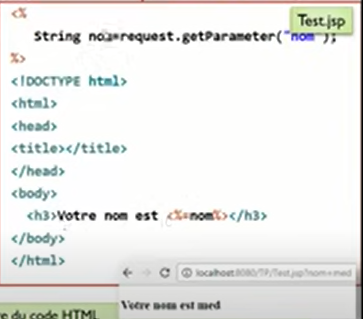 <%
Test.jsp
String nom=request.getParameter("nom");
%>
<!DOCTYPE html>
<html>
<head>
<title></title>
</head>
<body>
<h3>Votre nom est <%=nom%></h3>
</body>
</html>
localhost:8080/TP/Test.jsp?nom=med
Votre nom est med
du code HTML